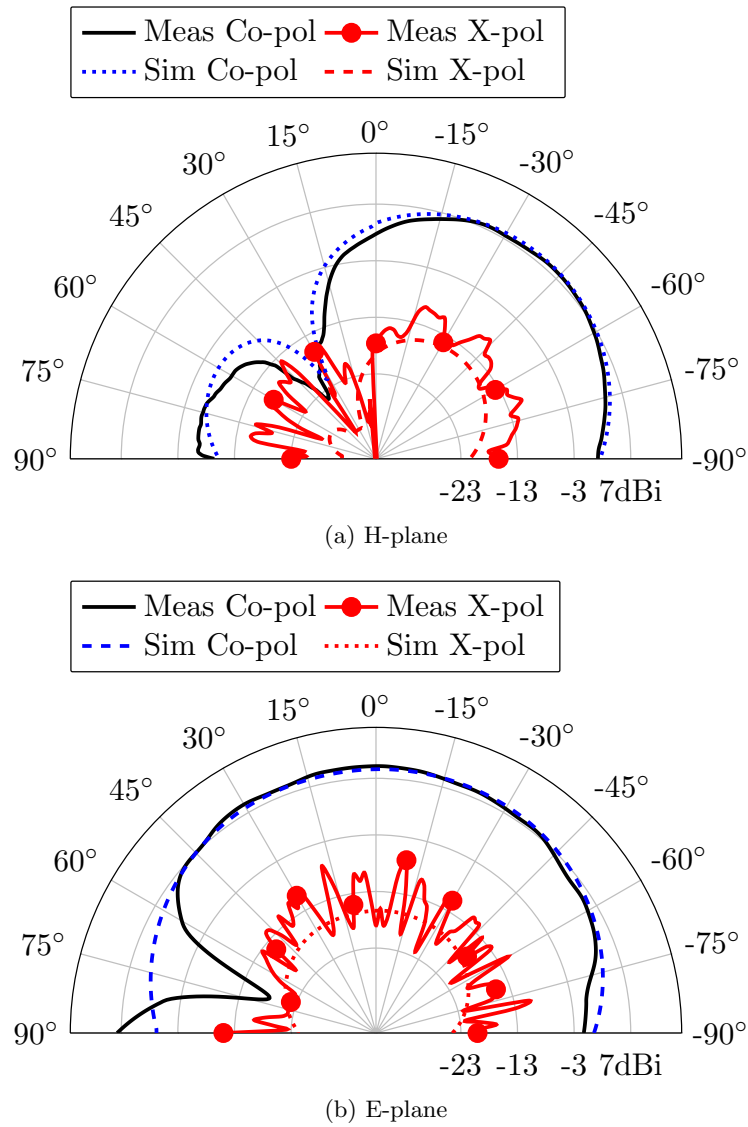 Meas Co-pol Meas X-pol
Sim Co-pol Sim X-pol
0°
15° -15°
30° -30°
45° -45°
60° -60°
75° -75°
90° -90°
-23 -13 -3 7dBi
(a) H-plane
Meas Co-pol Meas X-pol
Sim Co-pol Sim X-pol
0°
15° -15°
30° -30°
45° -45°
60° -60°
75° -75°
90° -90°
-23 -13 -3 7dBi
(b) E-plane